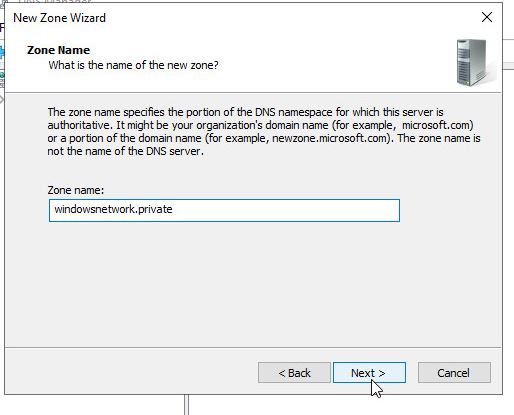 DNS Manager
New Zone Wizard
Zone Name
What is the name of the new zone?
The zone name specifies the portion of the DNS namespace for which this server is
authoritative. It might be your organization's domain name (for example, microsoft.com)
or a portion of the domain name (for example, newzone.microsoft.com). The zone name is
not the name of the DNS server.
Zone name:
windowsnetwork.private
< Back
Next >
Cancel